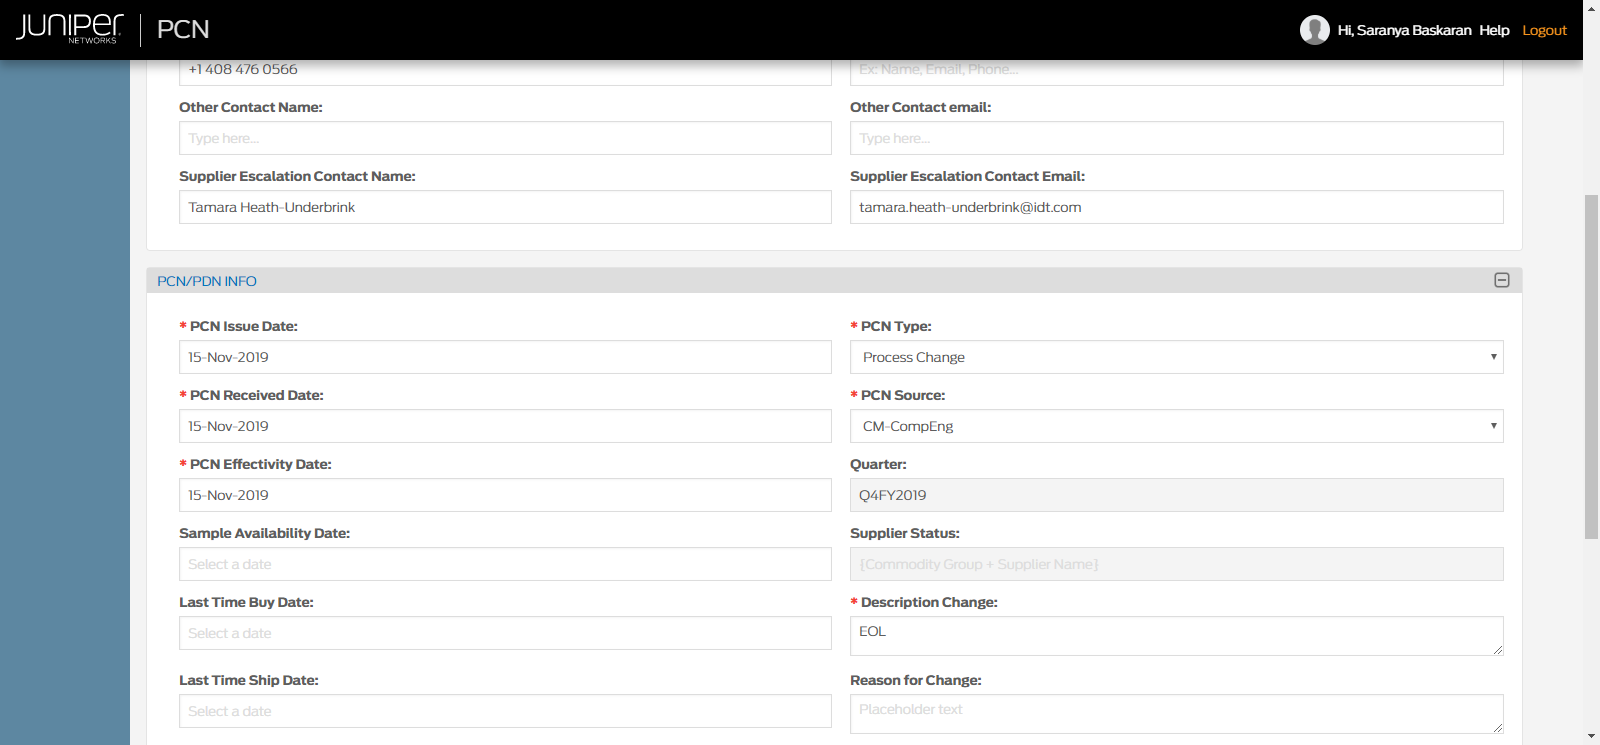 JUNIPER NETWORKS
PCN
Hi, Saranya Baskaran Help Logout
+1 408 476 0566
Ex: Name, Email, Phone...
Other Contact Name:
Other Contact email:
Type here...
Type here...
Supplier Escalation Contact Name:
Supplier Escalation Contact Email:
Tamara Heath-Underbrink
tamara.heath-underbrink@idt.com
PCN/PDN INFO
* PCN Issue Date:
* PCN Type:
15-Nov-2019
Process Change
* PCN Received Date:
* PCN Source:
15-Nov-2019
CM-CompEng
* PCN Effectivity Date:
Quarter:
15-Nov-2019
Q4FY2019
Sample Availability Date:
Supplier Status:
Select a date
{Commodity Group + Supplier Name}
Last Time Buy Date:
* Description Change:
Select a date
EOL
Last Time Ship Date:
Reason for Change:
Select a date
Placeholder text